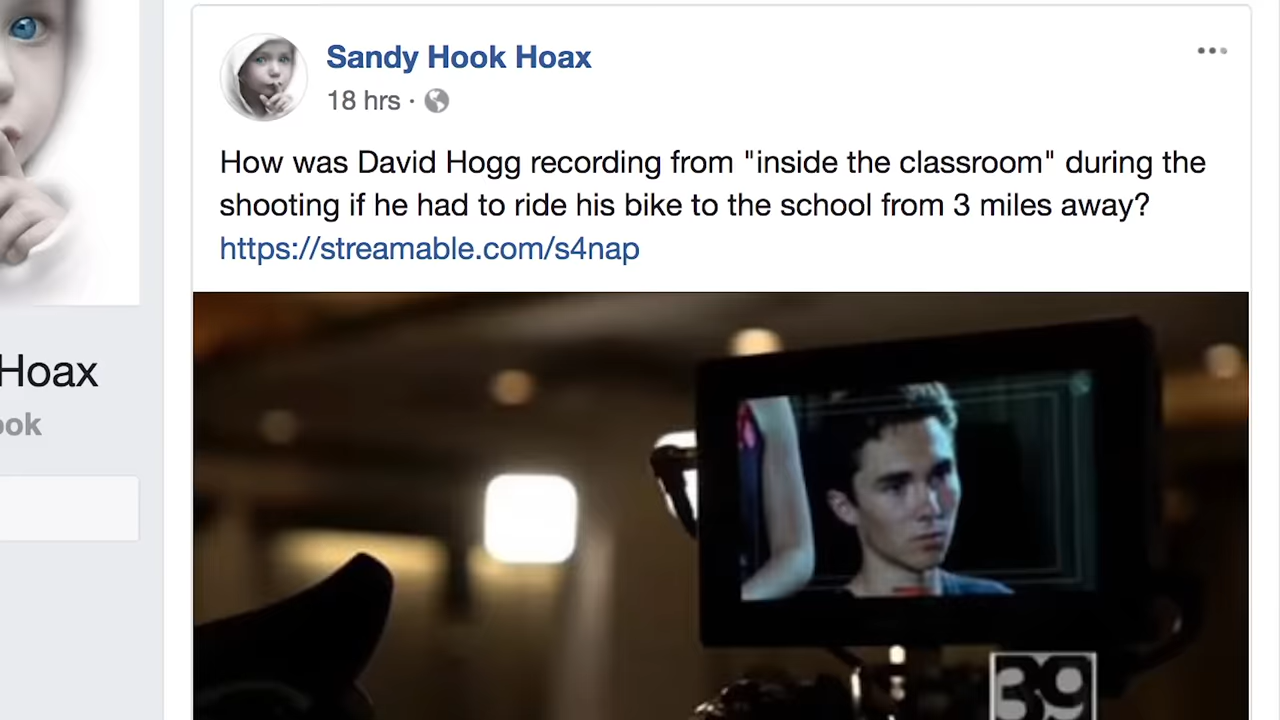 Sandy Hook Hoax
18 hrs ·
How was David Hogg recording from "inside the classroom" during the
shooting if he had to ride his bike to the school from 3 miles away?
https://streamable.com/s4nap
Hoax
ook
39